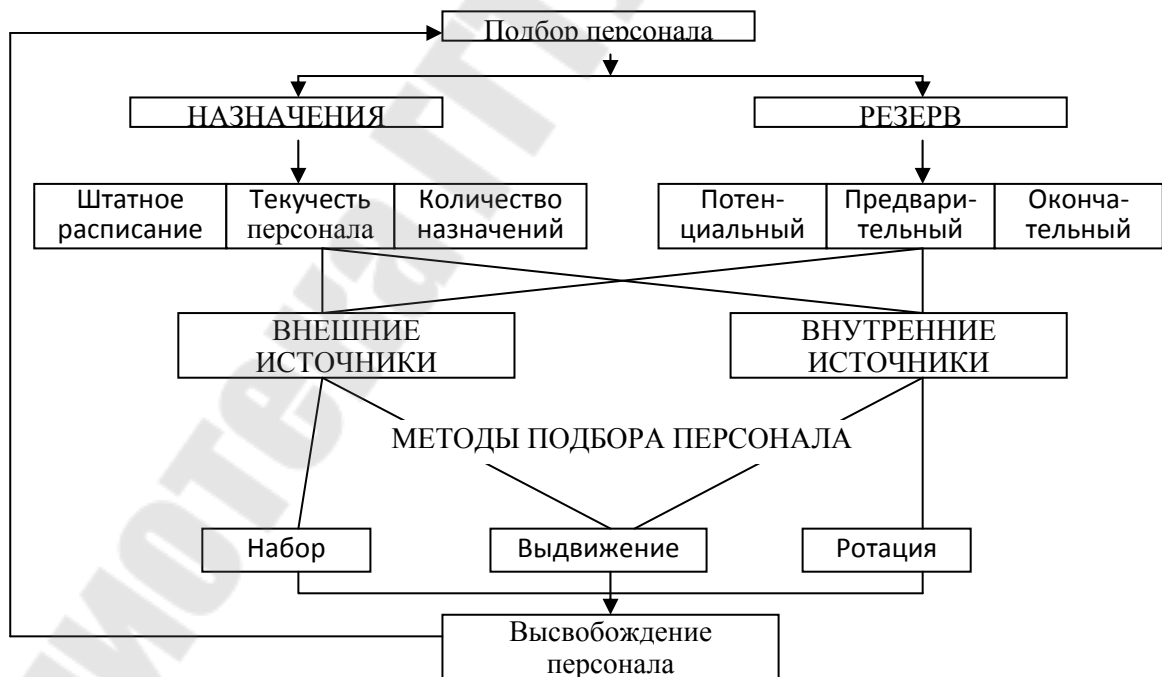 Подбор персонала
НАЗНАЧЕНИЯ
РЕЗЕРВ
Штатное
расписание
Текучесть
персонала
Количество
назначений
Потен-
циальный
Предвари-
тельный
Оконча-
тельный
ВНЕШНИЕ
ИСТОЧНИКИ
ВНУТРЕННИЕ
ИСТОЧНИКИ
МЕТОДЫ ПОДБОРА ПЕРСОНАЛА
Набор
Выдвижение
Ротация
Высвобождение
персонала